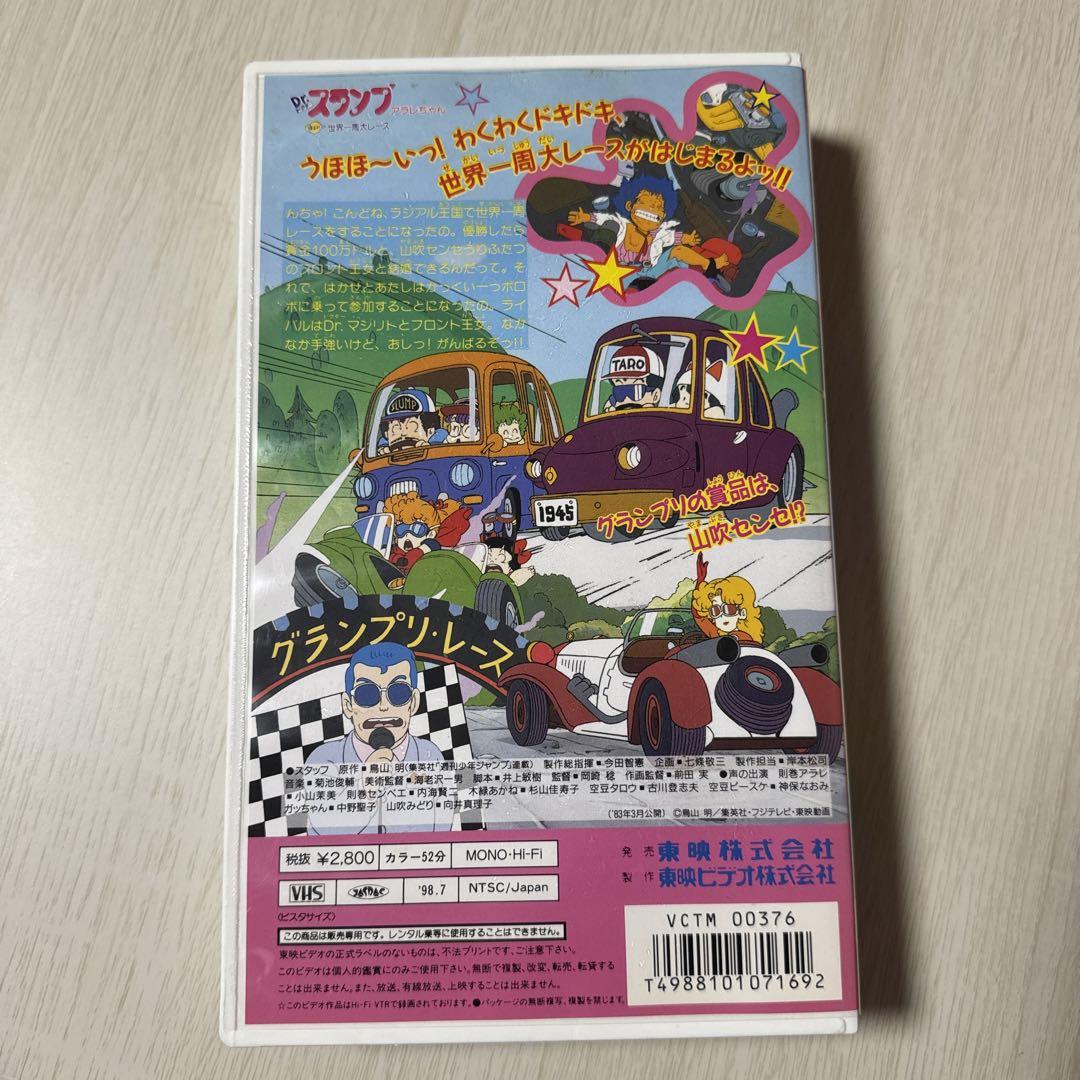 Dr.スランプ アラレちゃん
世界一周大レース
うほほ～いっ! わくわくドキドキ、
せかいいっしゅうだい
世界一周大レースがはじまるよッ!!
んちゃ! こんどね、ラジアル王国で世界一周
レースをすることになったの。優勝したら
賞金100万ドルと、山吹センセうりふたつ
のフロント王女と結婚できるんだって。そ
れで、はかせとあたしはかっくいーっポロ
ポに乗って参加することになったの。ライ
バルはDr.マシリトとフロント王女。なか
なか手強いけど、おしっ! がんばるぞっ!!
TARO
SLUMP
1945
しょうひん
グランプリの賞品は、
やまぶき
山吹センセ!?
グランプリ・レース
●スタッフ 原作■鳥山 明(集英社「週刊少年ジャンプ」連載) 製作総指揮■今田智憲 企画■七條敬三 製作担当■岸本松司
音楽■菊池俊輔 美術監督■海老沢一男 脚本■井上敏樹 監督■岡崎 稔 作画監督■前田 実 ●声の出演 則巻アラレ
■小山茉美/則巻センベエ■内海賢二 木緑あかね■杉山佳寿子 空豆タロウ■古川登志夫 空豆ピースケ■神保なおみ
ガッちゃん■中野聖子 山吹みどり■向井真理子
('83年3月公開) ©鳥山 明/集英社・フジテレビ・東映動画
税抜 ¥2,800 カラー52分 MONO・Hi-Fi
VHS '98.7 NTSC/Japan
〈ビスタサイズ〉
発売 東映株式会社
製作 東映ビデオ株式会社
この商品は販売専用です。レンタル業等に使用することはできません。
東映ビデオの正式ラベルのないものは、不法プリントです、ご注意下さい。
このビデオは個人的鑑賞にのみご使用下さい。無断で複製、改変、転売、転貸する
ことは出来ません。また、放送、有線放送、上映することは出来ません。
☆このビデオ作品はHi-Fi VTRで録画されております。●パッケージの無断複写、複製を禁じます
VCTM 00376
T4988101071692